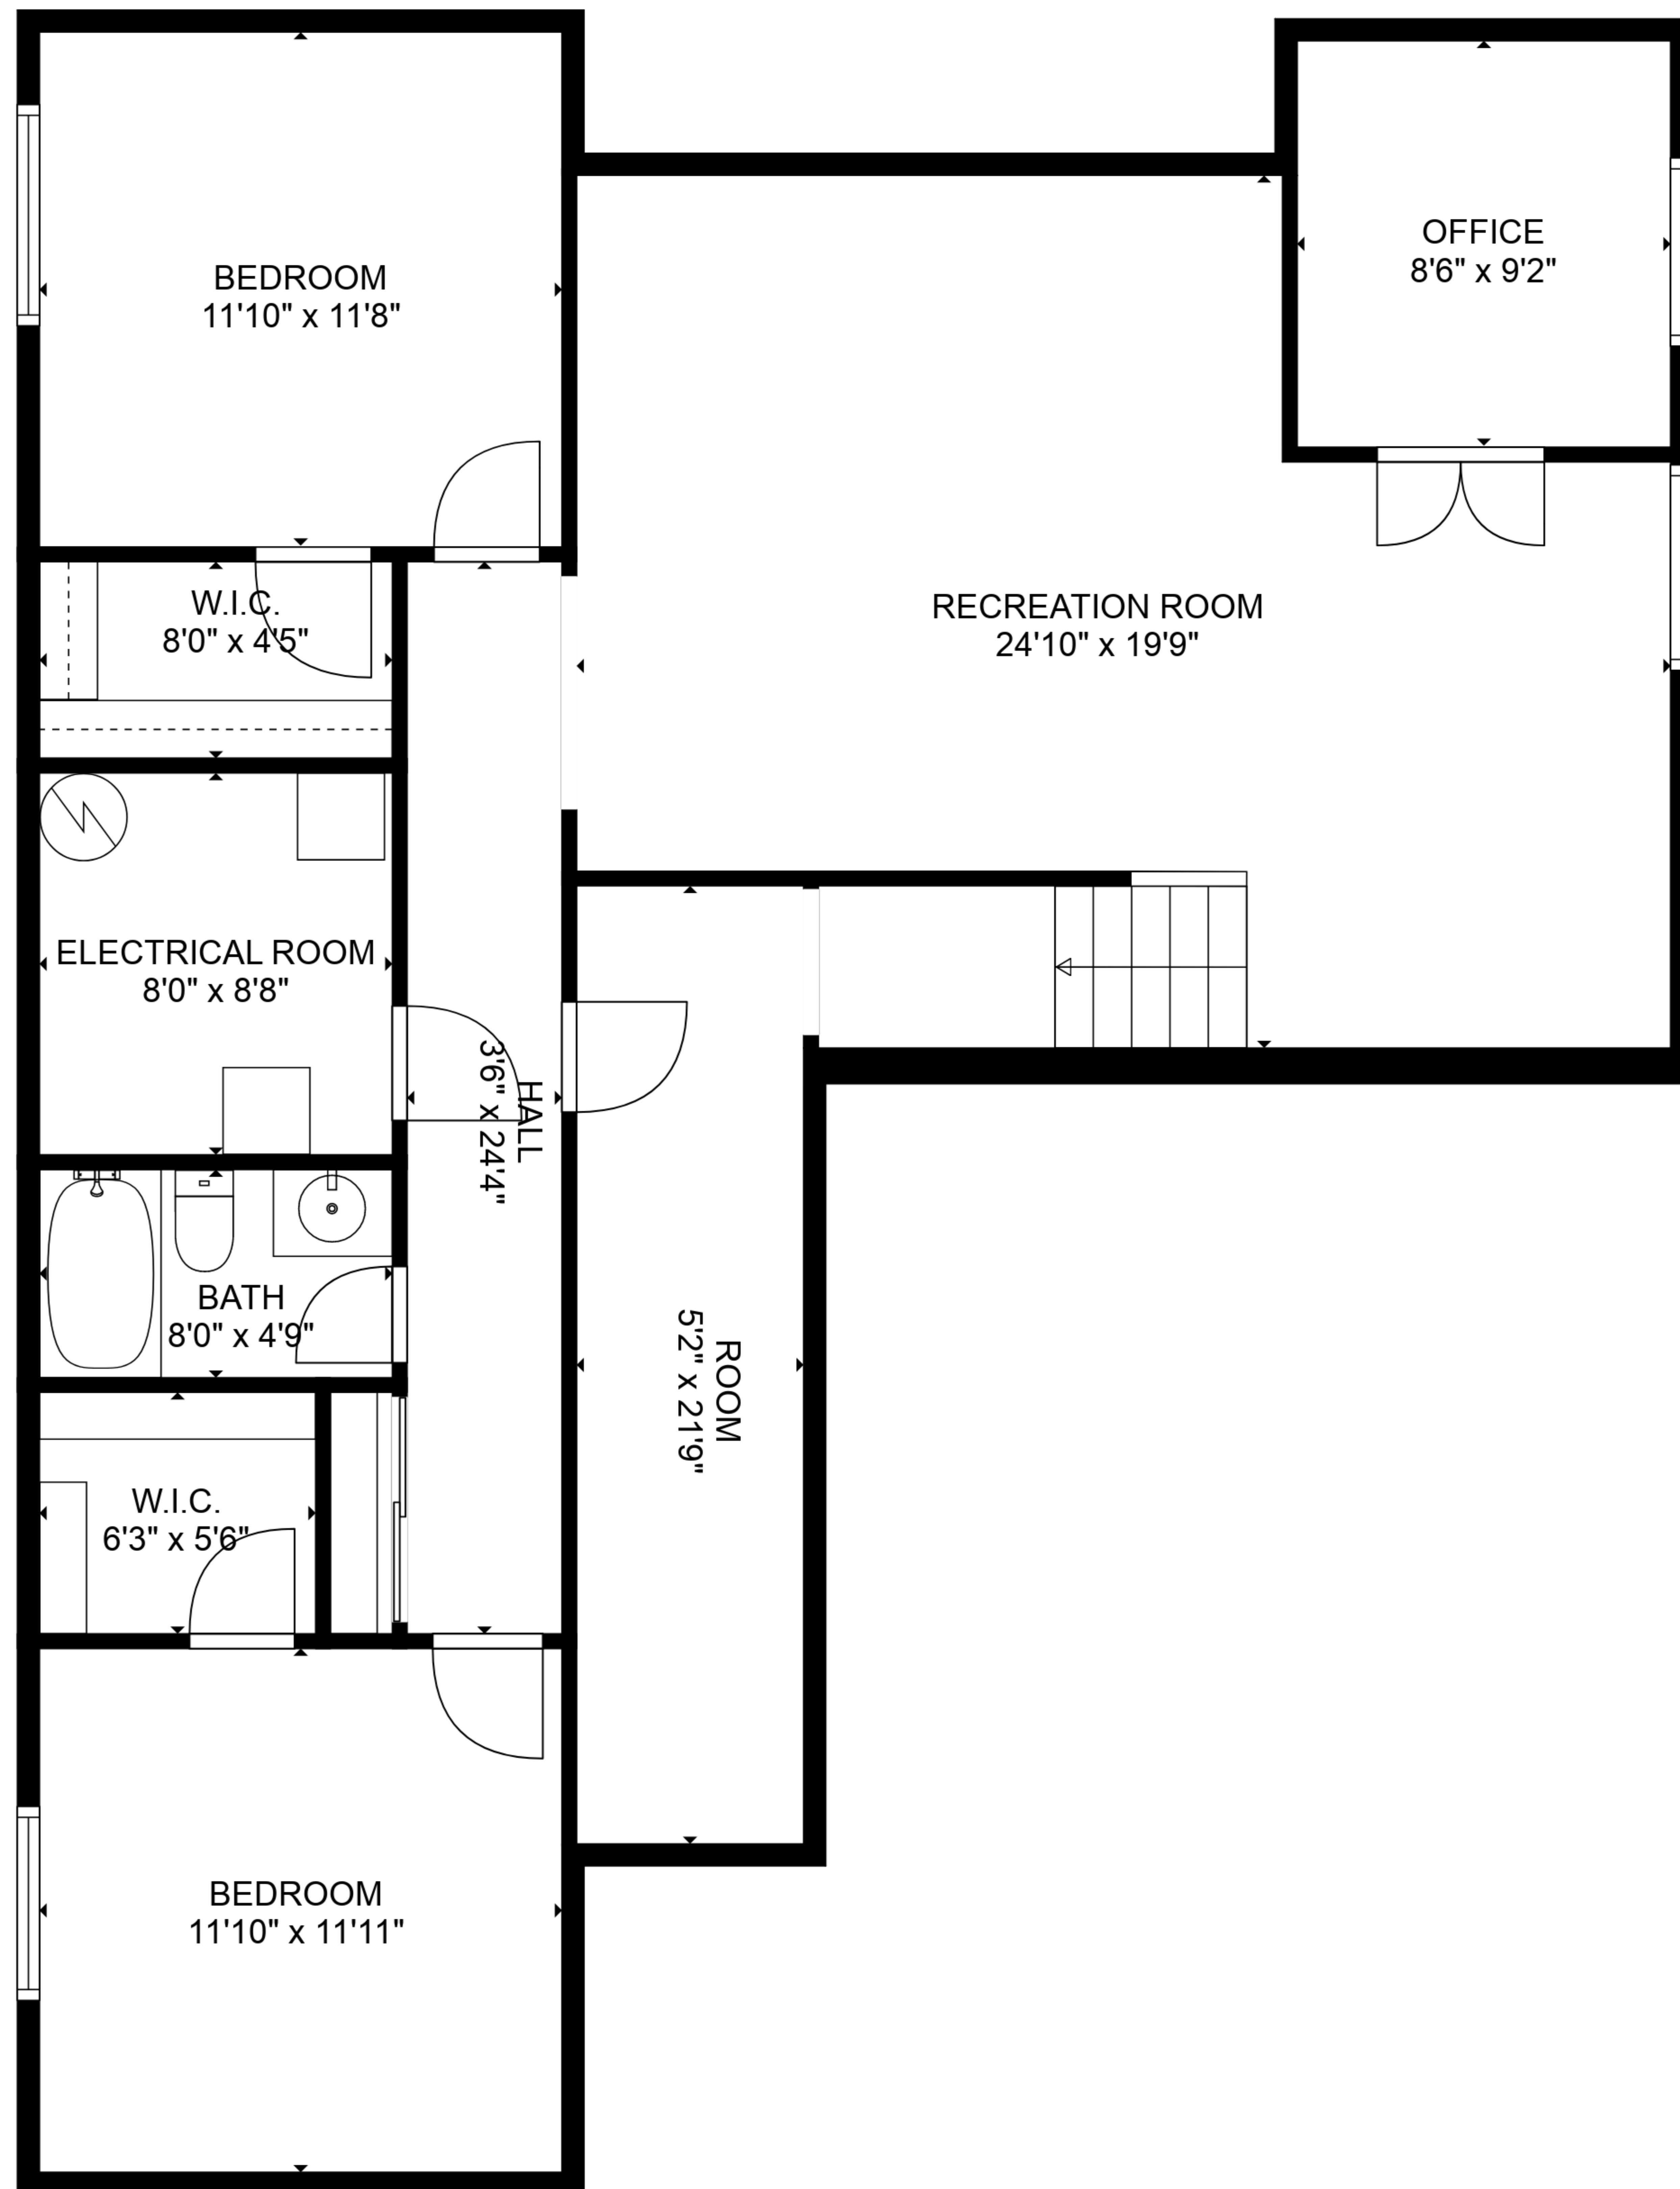 BEDROOM
11'10" x 11'8"
OFFICE
8'6" x 9'2"
W.I.C.
8'0" x 4'5"
RECREATION ROOM
24'10" x 19'9"
ELECTRICAL ROOM
8'0" x 8'8"
HALL
3'6" x 24'4"
BATH
8'0" x 4'9"
ROOM
5'2" x 21'9"
W.I.C.
6'3" x 5'6"
BEDROOM
11'10" x 11'11"